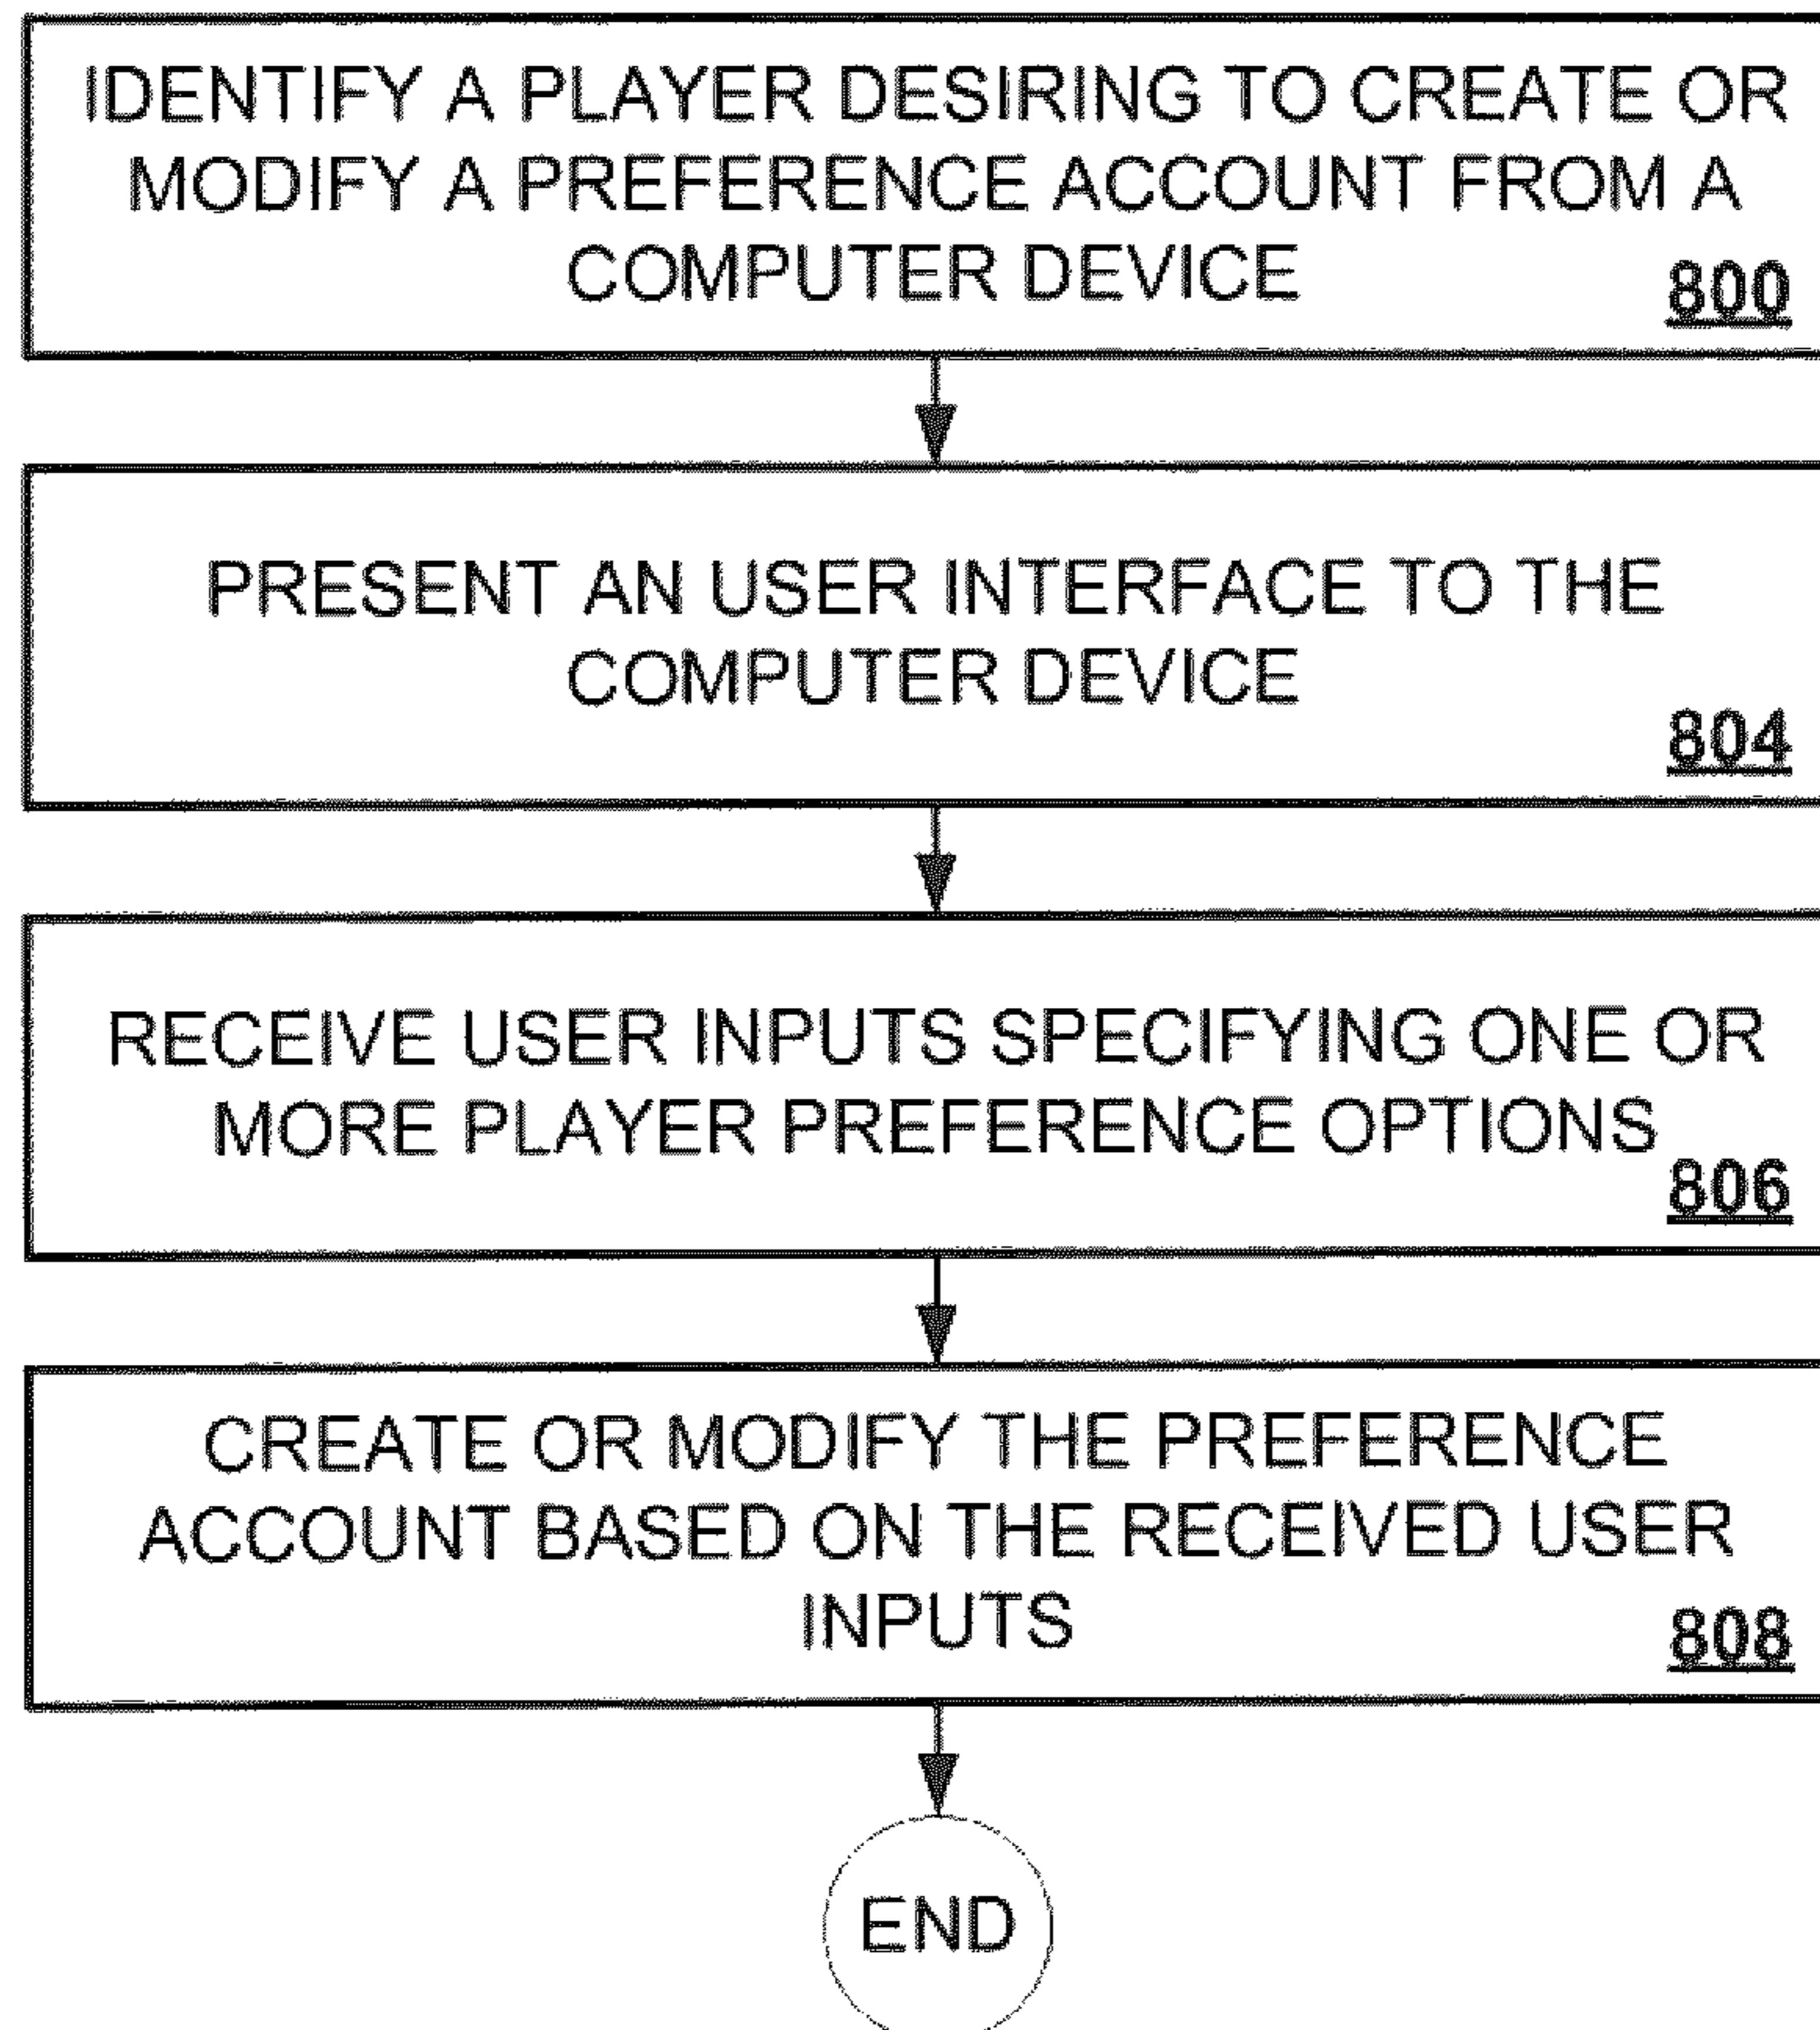 IDENTIFY A PLAYER DESIRING TO CREATE OR
MODIFY A PREFERENCE ACCOUNT FROM A
COMPUTER DEVICE
800
PRESENT AN USER INTERFACE TO THE
COMPUTER DEVICE
804
RECEIVE USER INPUTS SPECIFYING ONE OR
MORE PLAYER PREFERENCE OPTIONS
806
CREATE OR MODIFY THE PREFERENCE
ACCOUNT BASED ON THE RECEIVED USER
INPUTS
808
END